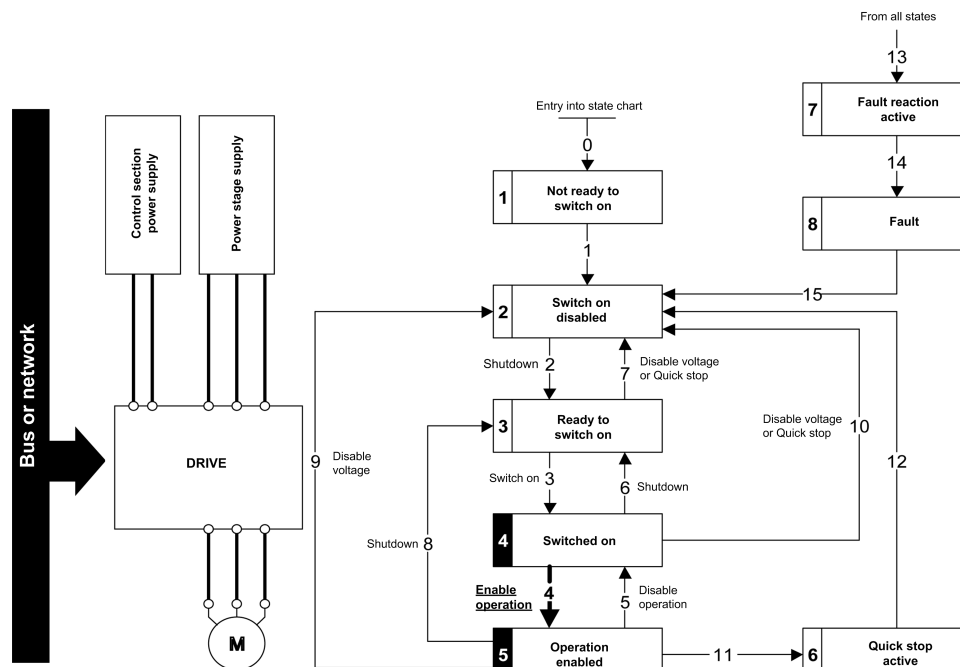 From all states
13
7
Fault reaction
active
14
8
Fault
15
Entry into state chart
0
1
Not ready to
switch on
1
2
Switch on
disabled
Shutdown
2
7
Disable voltage
or Quick stop
3
Ready to
switch on
Switch on
3
6
Shutdown
4
Switched on
Enable
operation
4
5
Disable
operation
5
Operation
enabled
11
6
Quick stop
active
Disable voltage
or Quick stop
10
12
9
Disable
voltage
Shutdown
8
Bus or network
Control section
power supply
Power stage supply
DRIVE
M